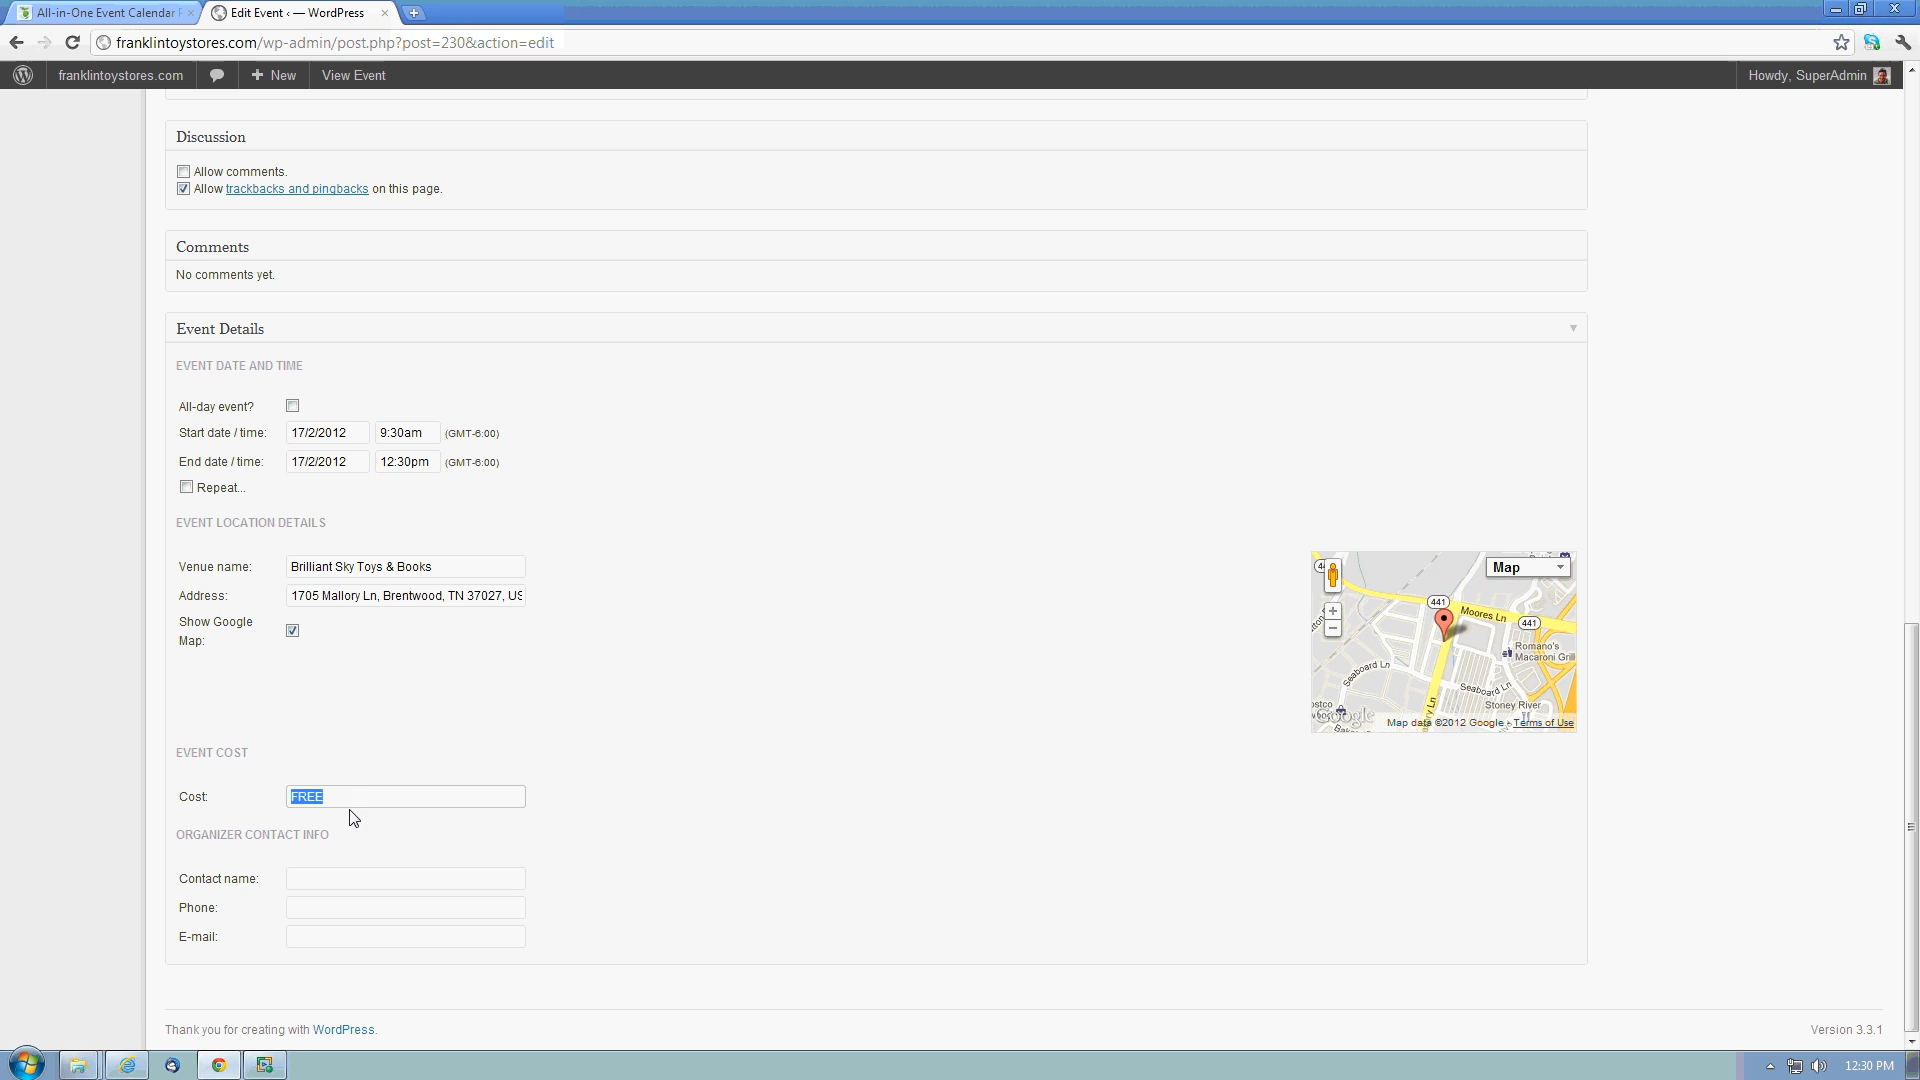 All-in-One Event Calendar
Edit Event ‹ — WordPress
franklintoystores.com/wp-admin/post.php?post=230&action=edit
franklintoystores.com
New
View Event
Howdy, SuperAdmin
Discussion
Allow comments.
Allow trackbacks and pingbacks on this page.
Comments
No comments yet.
Event Details
EVENT DATE AND TIME
All-day event?
Start date / time: 17/2/2012 9:30am (GMT-6:00)
End date / time: 17/2/2012 12:30pm (GMT-6:00)
Repeat...
EVENT LOCATION DETAILS
Venue name: Brilliant Sky Toys & Books
Address: 1705 Mallory Ln, Brentwood, TN 37027, US
Show Google
Map:
Map
441
Moores Ln
441
Romano's
Macaroni Grill
Seaboard Ln
Seaboard Ln
Stoney River
Google
Map data ©2012 Google - Terms of Use
EVENT COST
Cost: FREE
ORGANIZER CONTACT INFO
Contact name:
Phone:
E-mail:
Thank you for creating with WordPress.
Version 3.3.1
12:30 PM